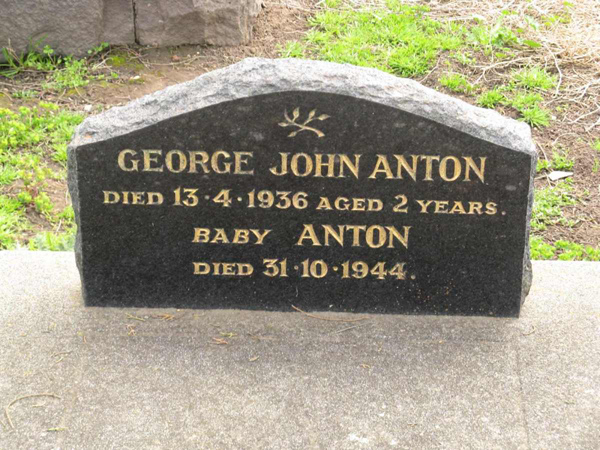 GEORGE JOHN ANTON
DIED 13·4·1936 AGED 2 YEARS.
BABY ANTON
DIED 31·10·1944.